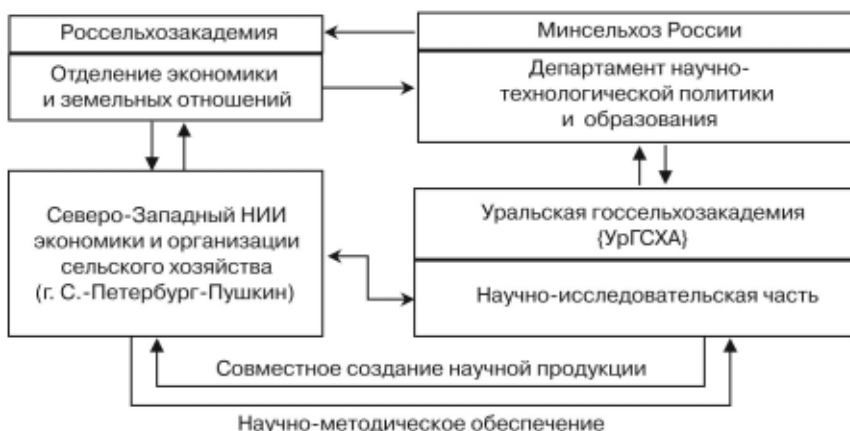 Россельхозакадемия
Отделение экономики
и земельных отношений
Минсельхоз России
Департамент научно-
технологической политики
и образования
Северо-Западный НИИ
экономики и организации
сельского хозяйства
(г. С.-Петербург-Пушкин)
Уральская госсельхозакадемия
{УрГСХА}
Научно-исследовательская часть
Совместное создание научной продукции
Научно-методическое обеспечение